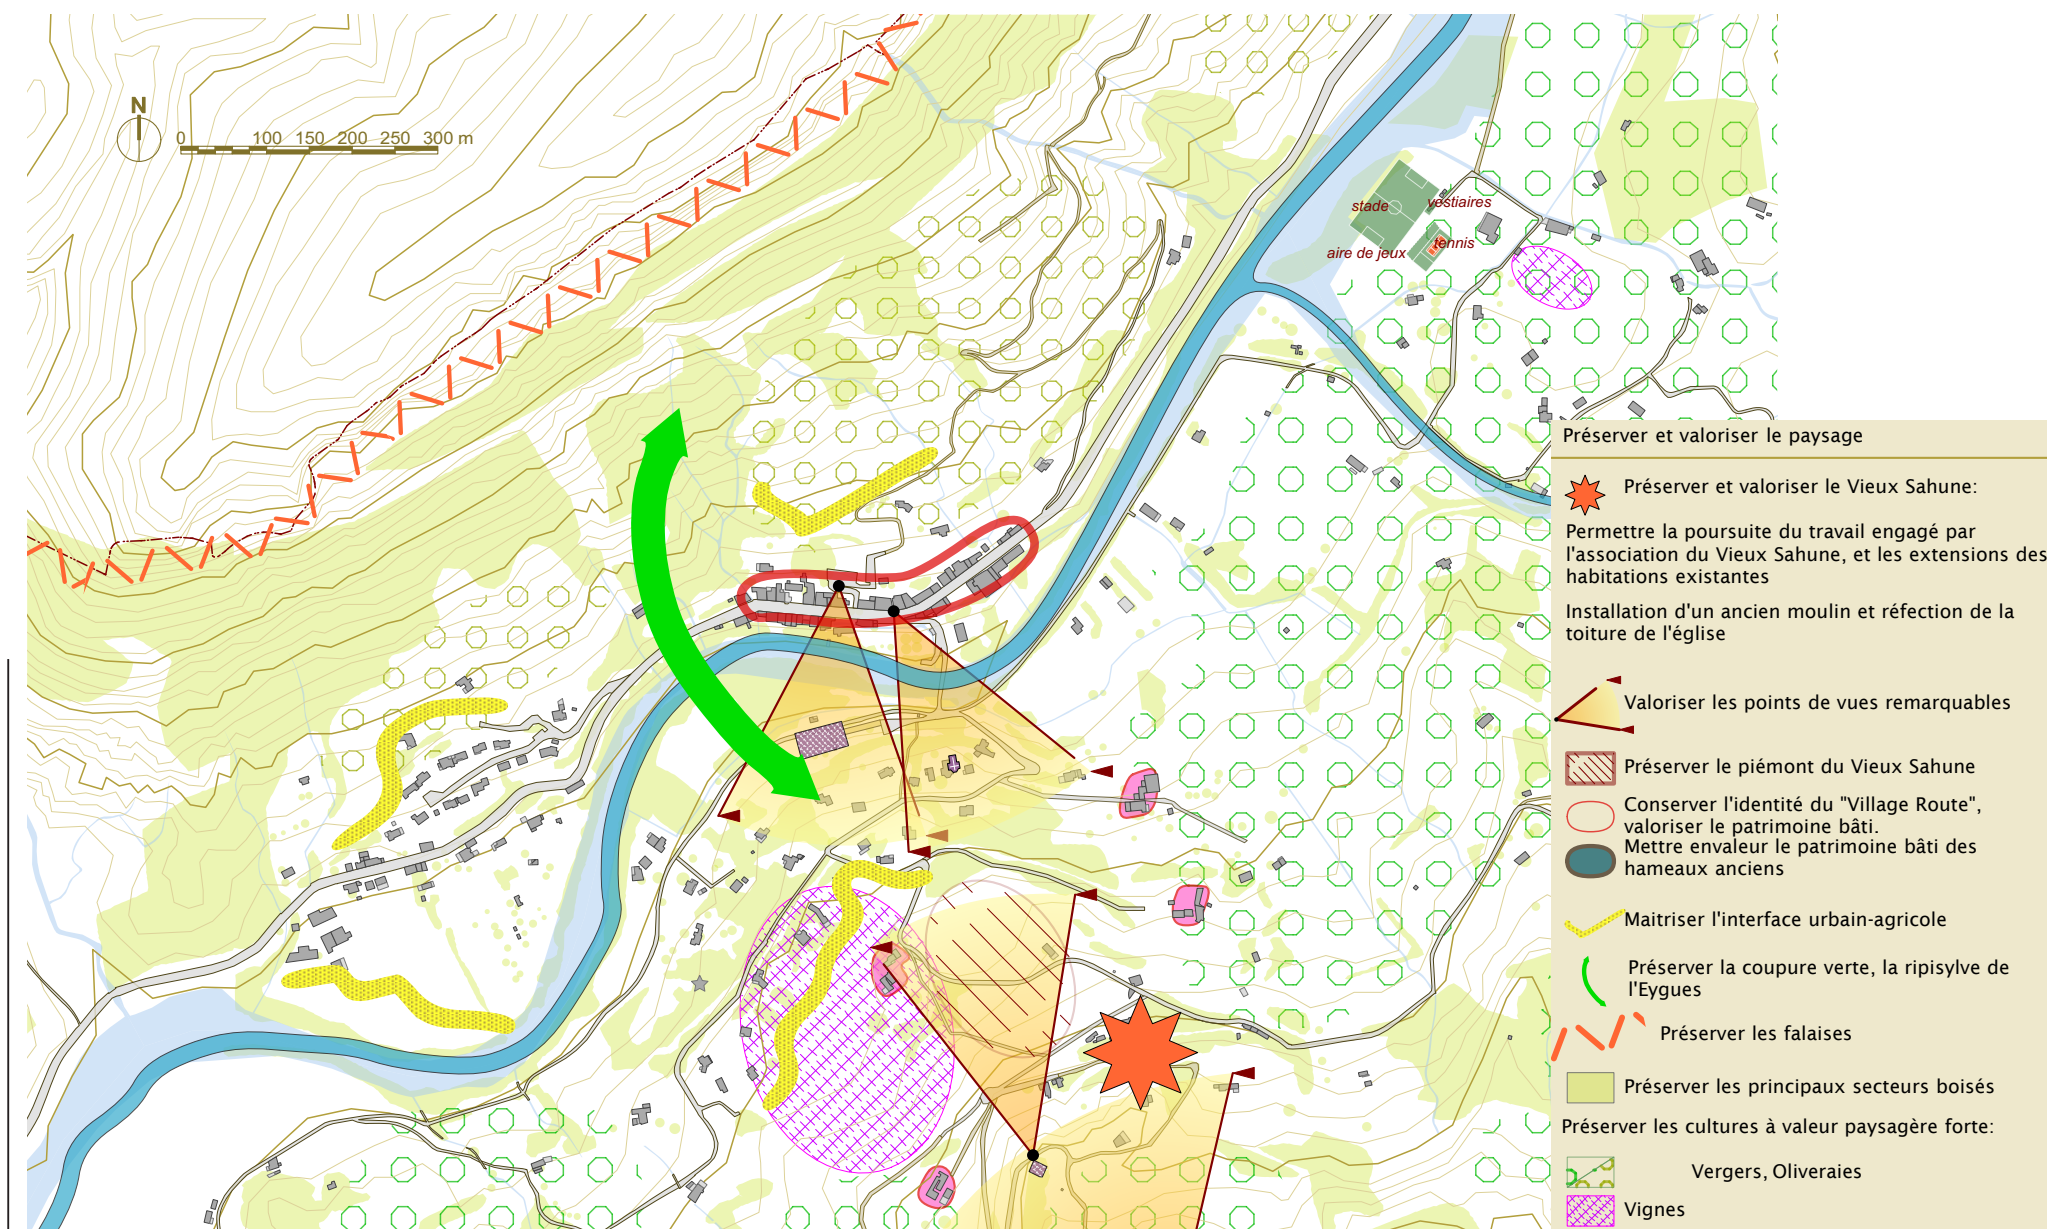 N
0 100 150 200 250 300 m
stade
vestiaires
tennis
aire de jeux
Préserver et valoriser le paysage
Préserver et valoriser le Vieux Sahune:
Permettre la poursuite du travail engagé par
l'association du Vieux Sahune, et les extensions des
habitations existantes
Installation d'un ancien moulin et réfection de la
toiture de l'église
Valoriser les points de vues remarquables
Préserver le piémont du Vieux Sahune
Conserver l'identité du "Village Route",
valoriser le patrimoine bâti.
Mettre envaleur le patrimoine bâti des
hameaux anciens
Maitriser l'interface urbain-agricole
Préserver la coupure verte, la ripisylve de
l'Eygues
Préserver les falaises
Préserver les principaux secteurs boisés
Préserver les cultures à valeur paysagère forte:
Vergers, Oliveraies
Vignes